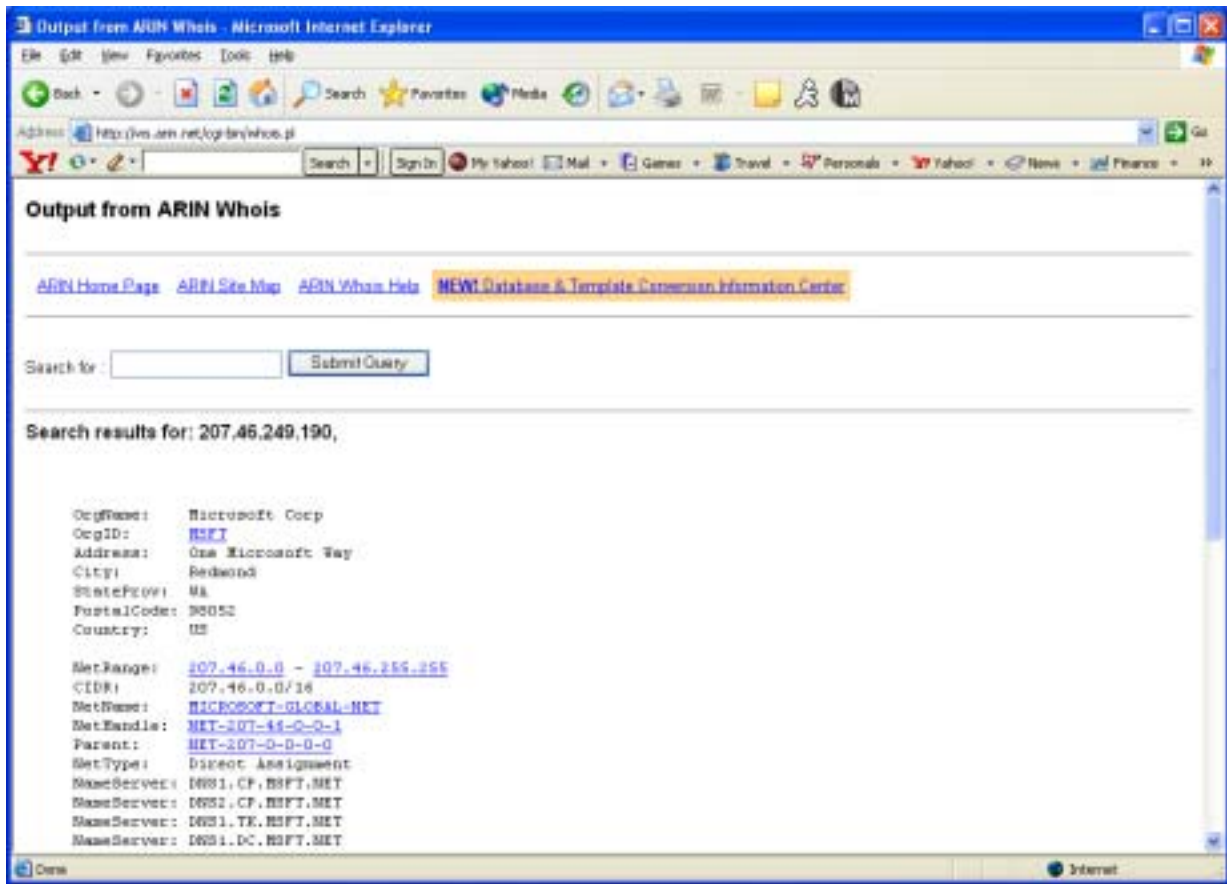 Output from ARIN Whois - Microsoft Internet Explorer
File Edit View Favorites Tools Help
Back Search Favorites Media
Address http://ws.arin.net/cgi-bin/whois.pl Go
Y! Search Sign In My Yahoo! Mail Games Travel Personals Yahoo! News Finance
Output from ARIN Whois
ARIN Home Page ARIN Site Map ARIN Whois Help NEW! Database & Template Conversion Information Center
Search for : Submit Query
Search results for: 207.46.249.190,
OrgName: Microsoft Corp
OrgID: MSFT
Address: One Microsoft Way
City: Redmond
StateProv: WA
PostalCode: 98052
Country: US
NetRange: 207.46.0.0 - 207.46.255.255
CIDR: 207.46.0.0/16
NetName: MICROSOFT-GLOBAL-NET
NetHandle: NET-207-46-0-0-1
Parent: NET-207-0-0-0-0
NetType: Direct Assignment
NameServer: DNS1.CP.MSFT.NET
NameServer: DNS2.CP.MSFT.NET
NameServer: DNS1.TK.MSFT.NET
NameServer: DNS1.DC.MSFT.NET
Done Internet